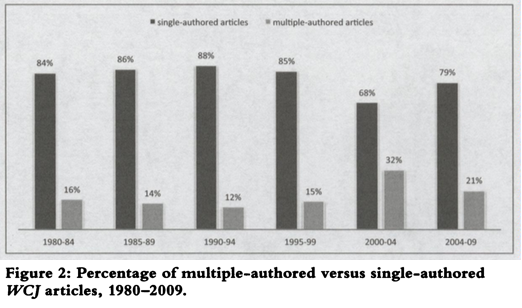 single-authored articles multiple-authored articles
84% 86% 88% 85% 68% 79%
16% 14% 12% 15% 32% 21%
1980-84 1985-89 1990-94 1995-99 2000-04 2004-09
Figure 2: Percentage of multiple-authored versus single-authored
WCJ articles, 1980–2009.